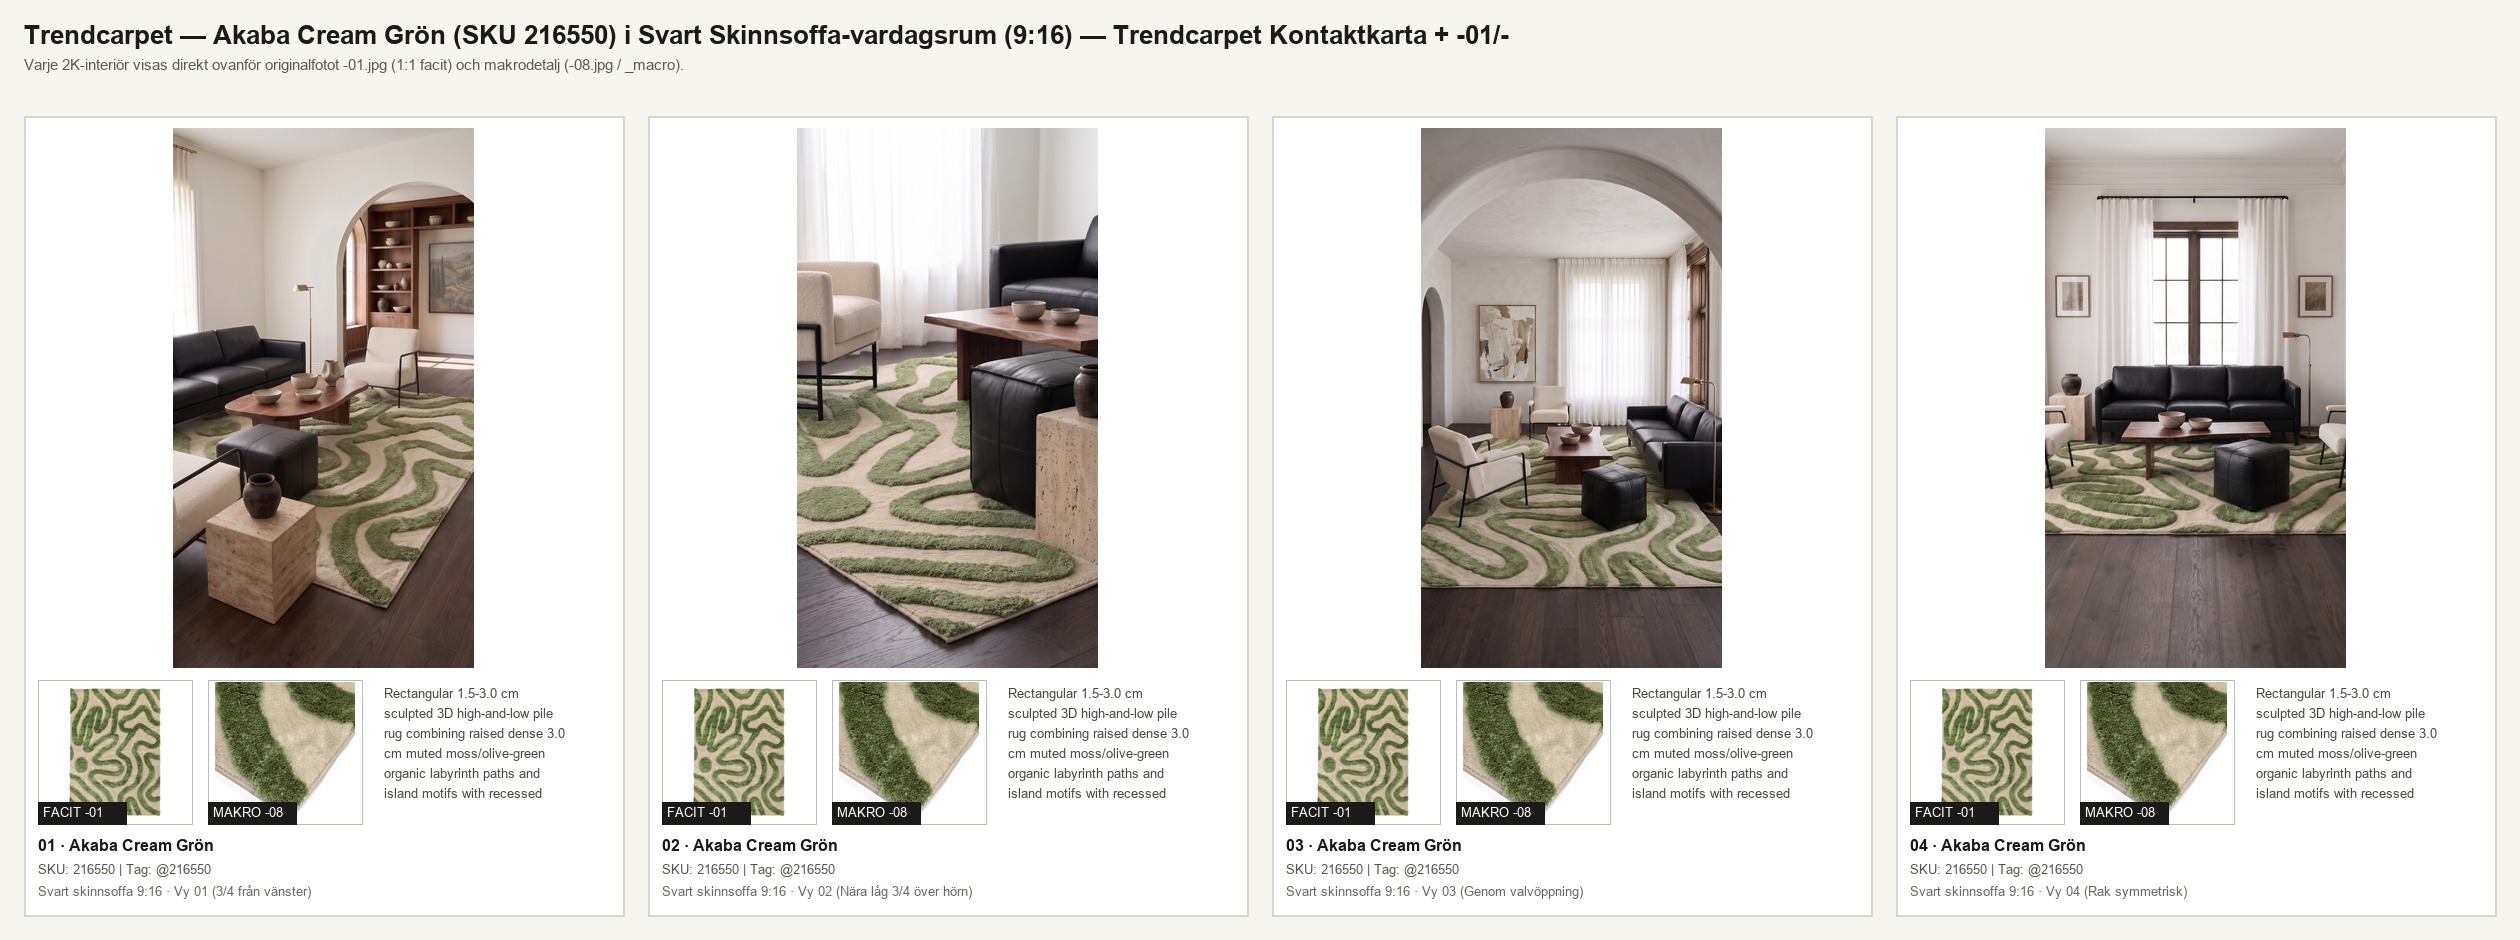 Trendcarpet — Akaba Cream Grön (SKU 216550) i Svart Skinnsoffa-vardagsrum (9:16) — Trendcarpet Kontaktkarta + -01/-
Varje 2K-interiör visas direkt ovanför originalfotot -01.jpg (1:1 facit) och makrodetalj (-08.jpg / _macro).
FACIT -01
MAKRO -08
Rectangular 1.5-3.0 cm
sculpted 3D high-and-low pile
rug combining raised dense 3.0
cm muted moss/olive-green
organic labyrinth paths and
island motifs with recessed
01 · Akaba Cream Grön
SKU: 216550 | Tag: @216550
Svart skinnsoffa 9:16 · Vy 01 (3/4 från vänster)
FACIT -01
MAKRO -08
Rectangular 1.5-3.0 cm
sculpted 3D high-and-low pile
rug combining raised dense 3.0
cm muted moss/olive-green
organic labyrinth paths and
island motifs with recessed
02 · Akaba Cream Grön
SKU: 216550 | Tag: @216550
Svart skinnsoffa 9:16 · Vy 02 (Nära låg 3/4 över hörn)
FACIT -01
MAKRO -08
Rectangular 1.5-3.0 cm
sculpted 3D high-and-low pile
rug combining raised dense 3.0
cm muted moss/olive-green
organic labyrinth paths and
island motifs with recessed
03 · Akaba Cream Grön
SKU: 216550 | Tag: @216550
Svart skinnsoffa 9:16 · Vy 03 (Genom valvöppning)
FACIT -01
MAKRO -08
Rectangular 1.5-3.0 cm
sculpted 3D high-and-low pile
rug combining raised dense 3.0
cm muted moss/olive-green
organic labyrinth paths and
island motifs with recessed
04 · Akaba Cream Grön
SKU: 216550 | Tag: @216550
Svart skinnsoffa 9:16 · Vy 04 (Rak symmetrisk)